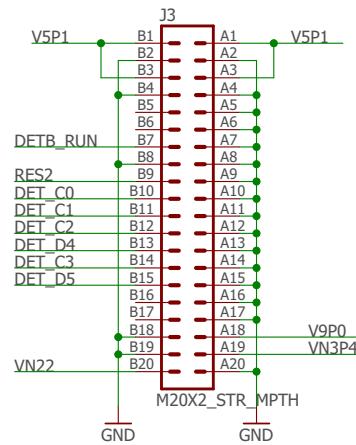 J3
V5P1 B1 A1 V5P1
B2 A2
B3 A3
B4 A4
B5 A5
B6 A6
DETB_RUN B7 A7
B8 A8
RES2 B9 A9
DET_C0 B10 A10
DET_C1 B11 A11
DET_C2 B12 A12
DET_D4 B13 A13
DET_C3 B14 A14
DET_D5 B15 A15
B16 A16
B17 A17
B18 A18 V9P0
B19 A19 VN3P4
VN22 B20 A20
M20X2_STR_MPTH
GND GND